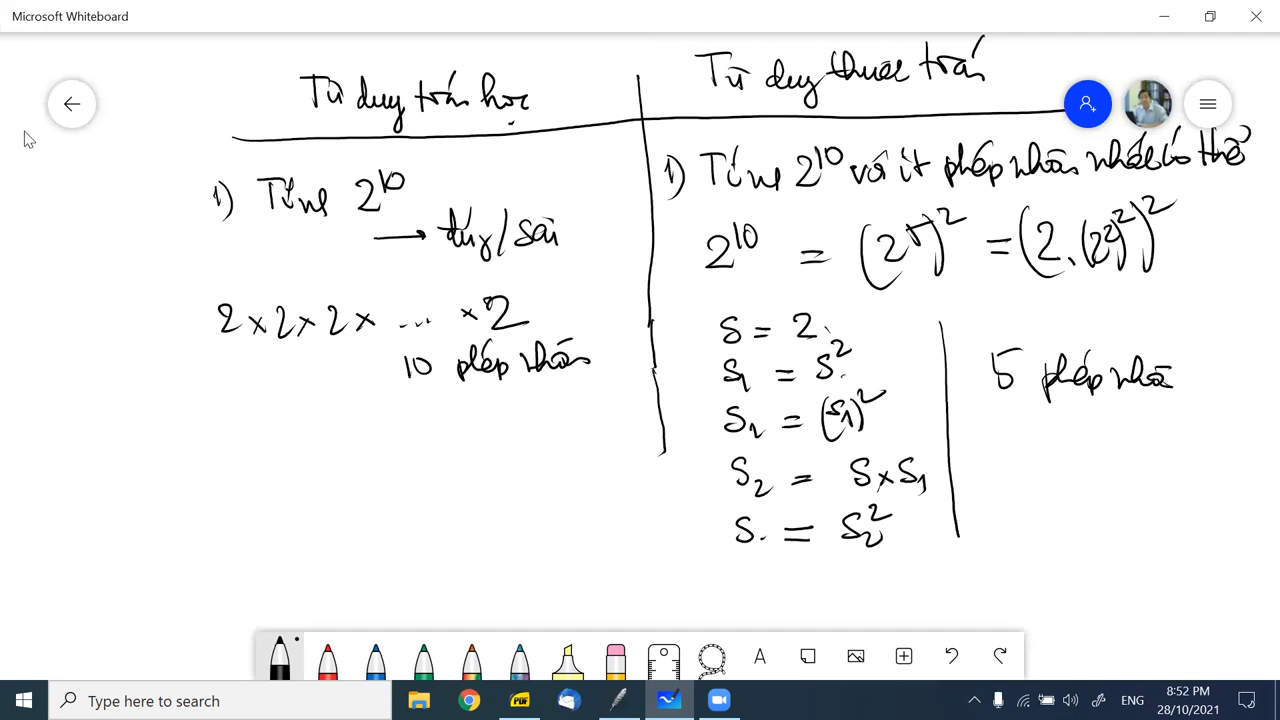 Microsoft Whiteboard
Tư duy toán học
Tư duy thuật toán
1) Tính 2^10
→ đúng/sai
2 × 2 × 2 × ... × 2
10 phép nhân
1) Tính 2^10 với ít phép nhân nhất có thể
2^10 = (2^5)^2 = (2.(2^2)^2)^2
S = 2
S1 = S^2
S2 = (S1)^2
S2 = S × S1
S = S2^2
5 phép nhân
Type here to search
PDF
ENG
8:52 PM
28/10/2021